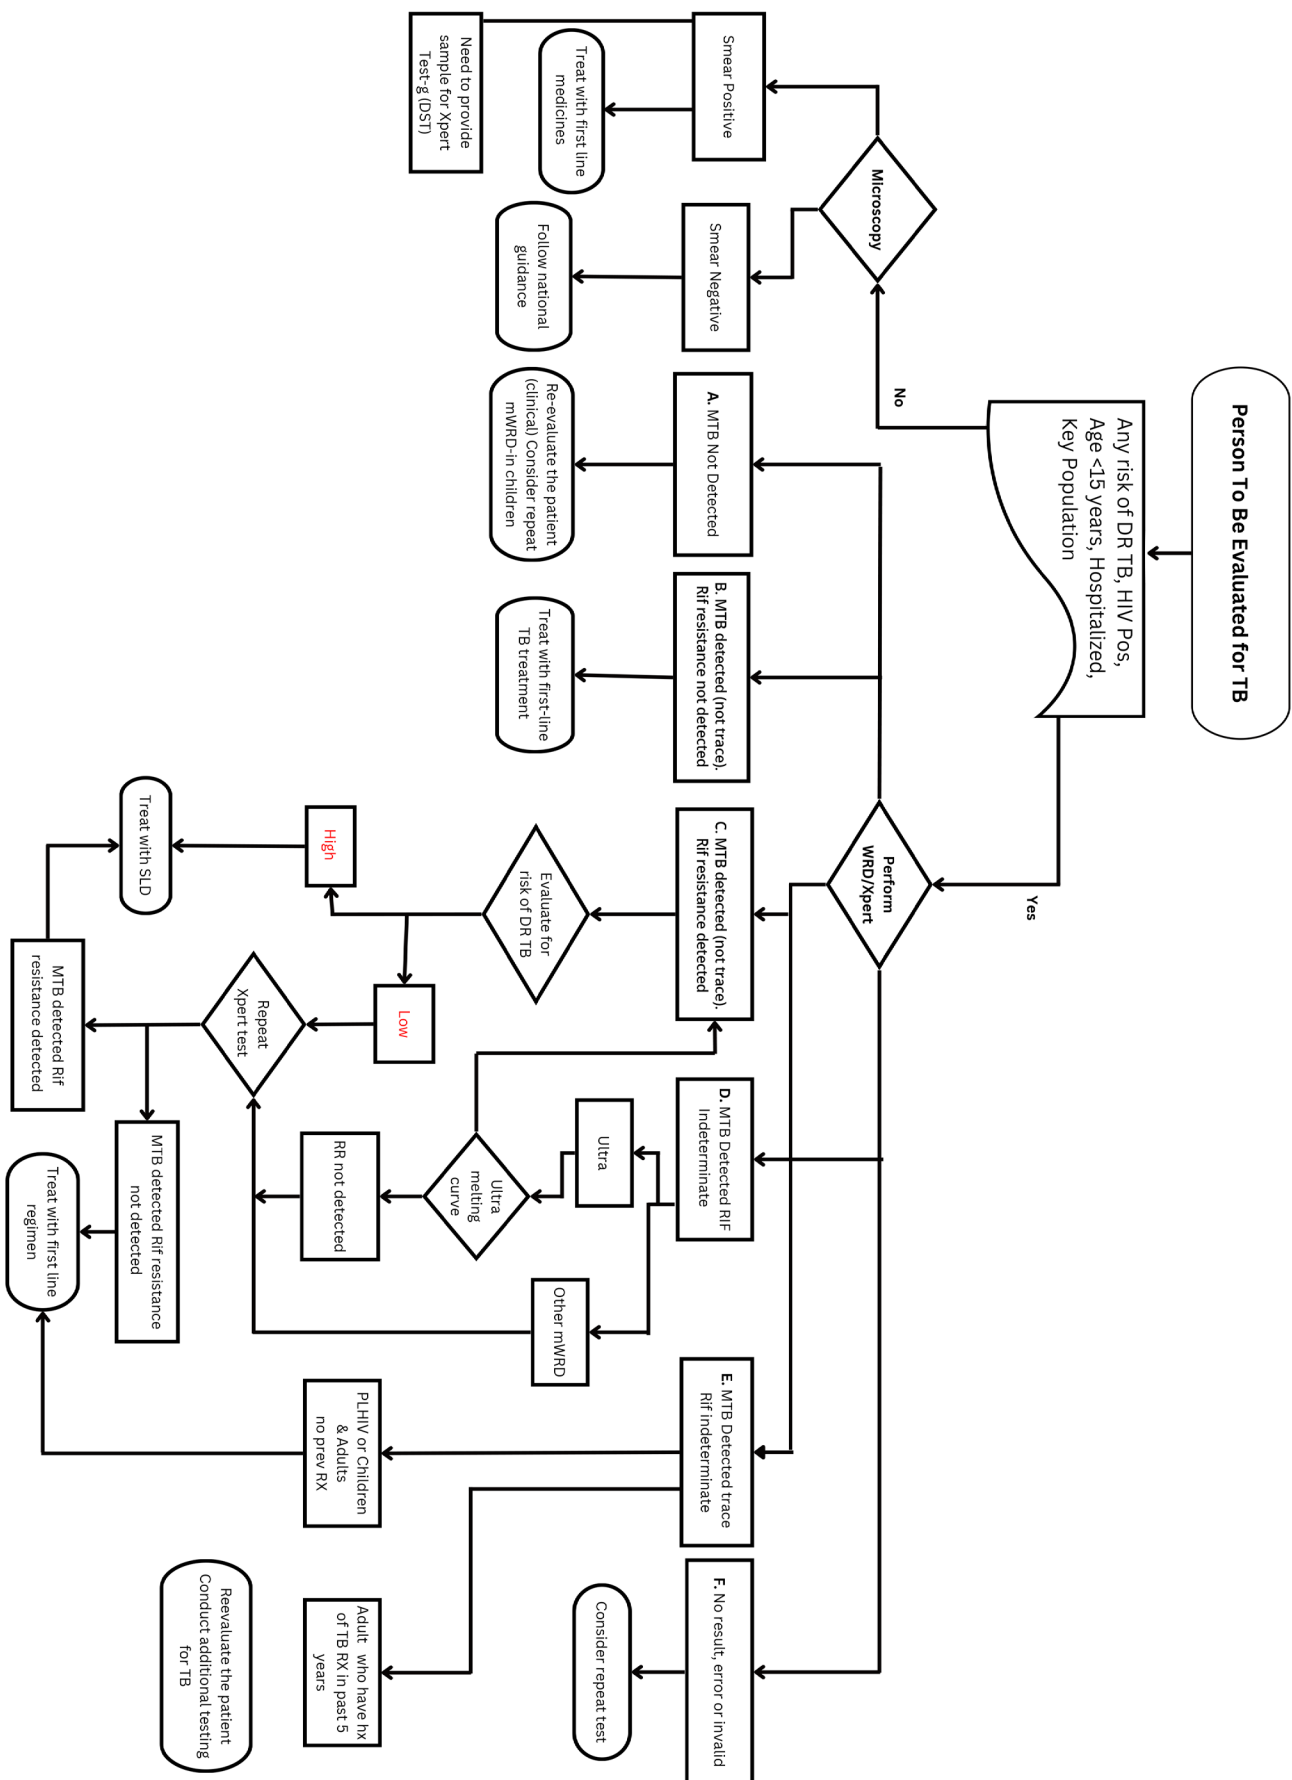 Person To Be Evaluated for TB
Any risk of DR TB, HIV Pos,
Age <15 years, Hospitalized,
Key Population
No
Yes
Microscopy
Perform
WRD/Xpert
Smear Positive
Smear Negative
A. MTB Not Detected
B. MTB detected (not trace).
Rif resistance not detected
C. MTB detected (not trace).
Rif resistance detected
D. MTB Detected RIF
Indeterminate
E. MTB Detected trace
Rif indeterminate
F. No result, error or invalid
Treat with first line
medicines
Need to provide
sample for Xpert
Test-g (DST)
Follow national
guidance
Re-evaluate the patient
(clinical) Consider repeat
mWRD-in children
Treat with first-line
TB treatment
Evaluate for
risk of DR TB
Ultra
Ultra
melting
curve
Other mWRD
Consider repeat test
High
Low
RR not detected
PLHIV or Children
& Adults
no prev RX
Adult who have hx
of TB RX in past 5
years
Repeat
Xpert test
Treat with SLD
MTB detected Rif
resistance detected
MTB detected Rif resistance
not detected
Treat with first line
regimen
Reevaluate the patient
Conduct additional testing
for TB